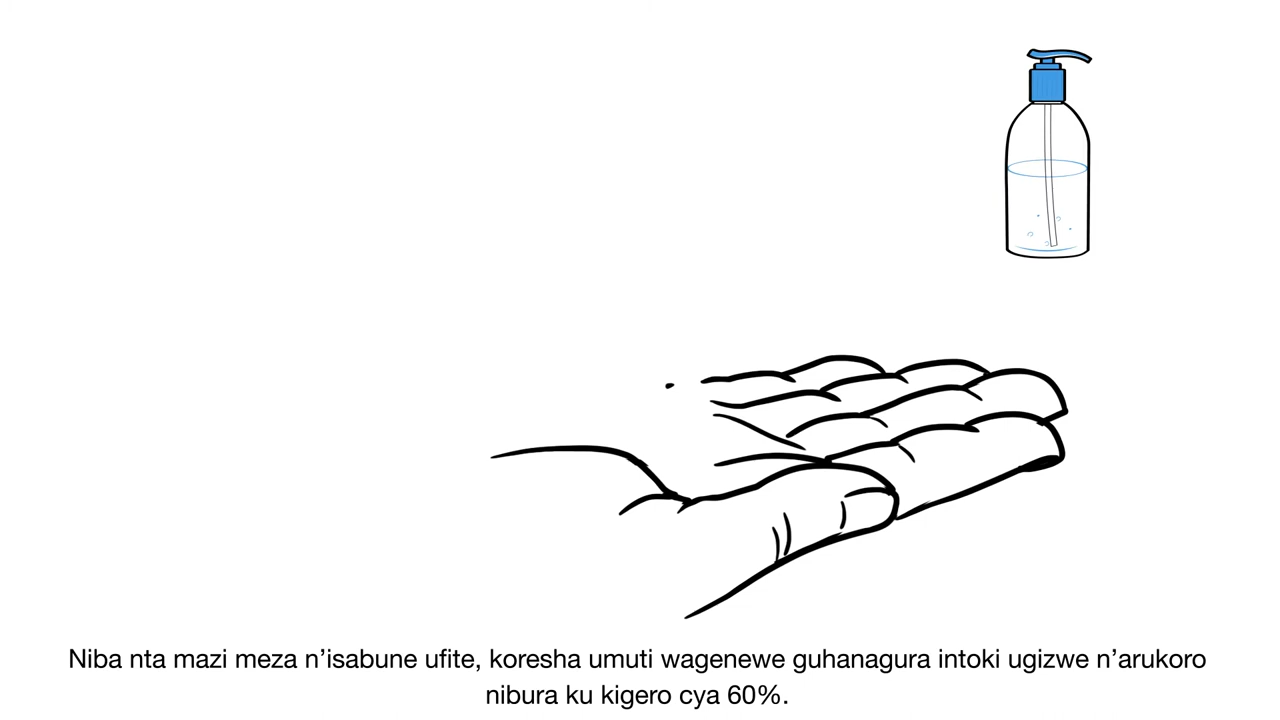 Niba nta mazi meza n’isabune ufite, koresha umuti wagenewe guhanagura intoki ugizwe n’arukoro
nibura ku kigero cya 60%.